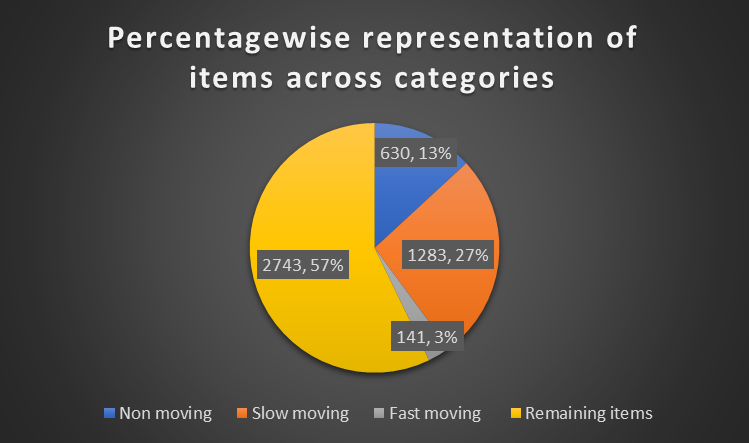 Percentagewise representation of
items across categories
630, 13%
1283, 27%
2743, 57%
141, 3%
Non moving Slow moving Fast moving Remaining items